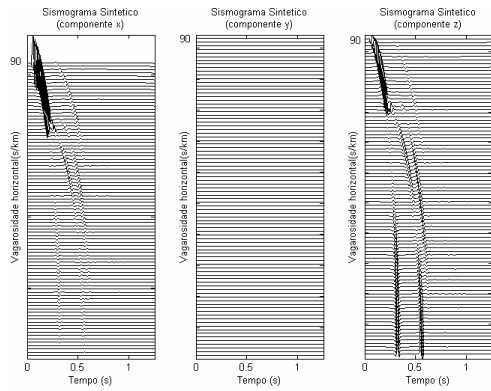 Sismograma Sintetico
(componente x)
90
Vagarosidade horizontal(s/km)
0
0.5
1
Tempo (s)
Sismograma Sintetico
(componente y)
90
Vagarosidade horizontal(s/km)
0
0.5
1
Tempo (s)
Sismograma Sintetico
(componente z)
90
Vagarosidade horizontal(s/km)
0
0.5
1
Tempo (s)